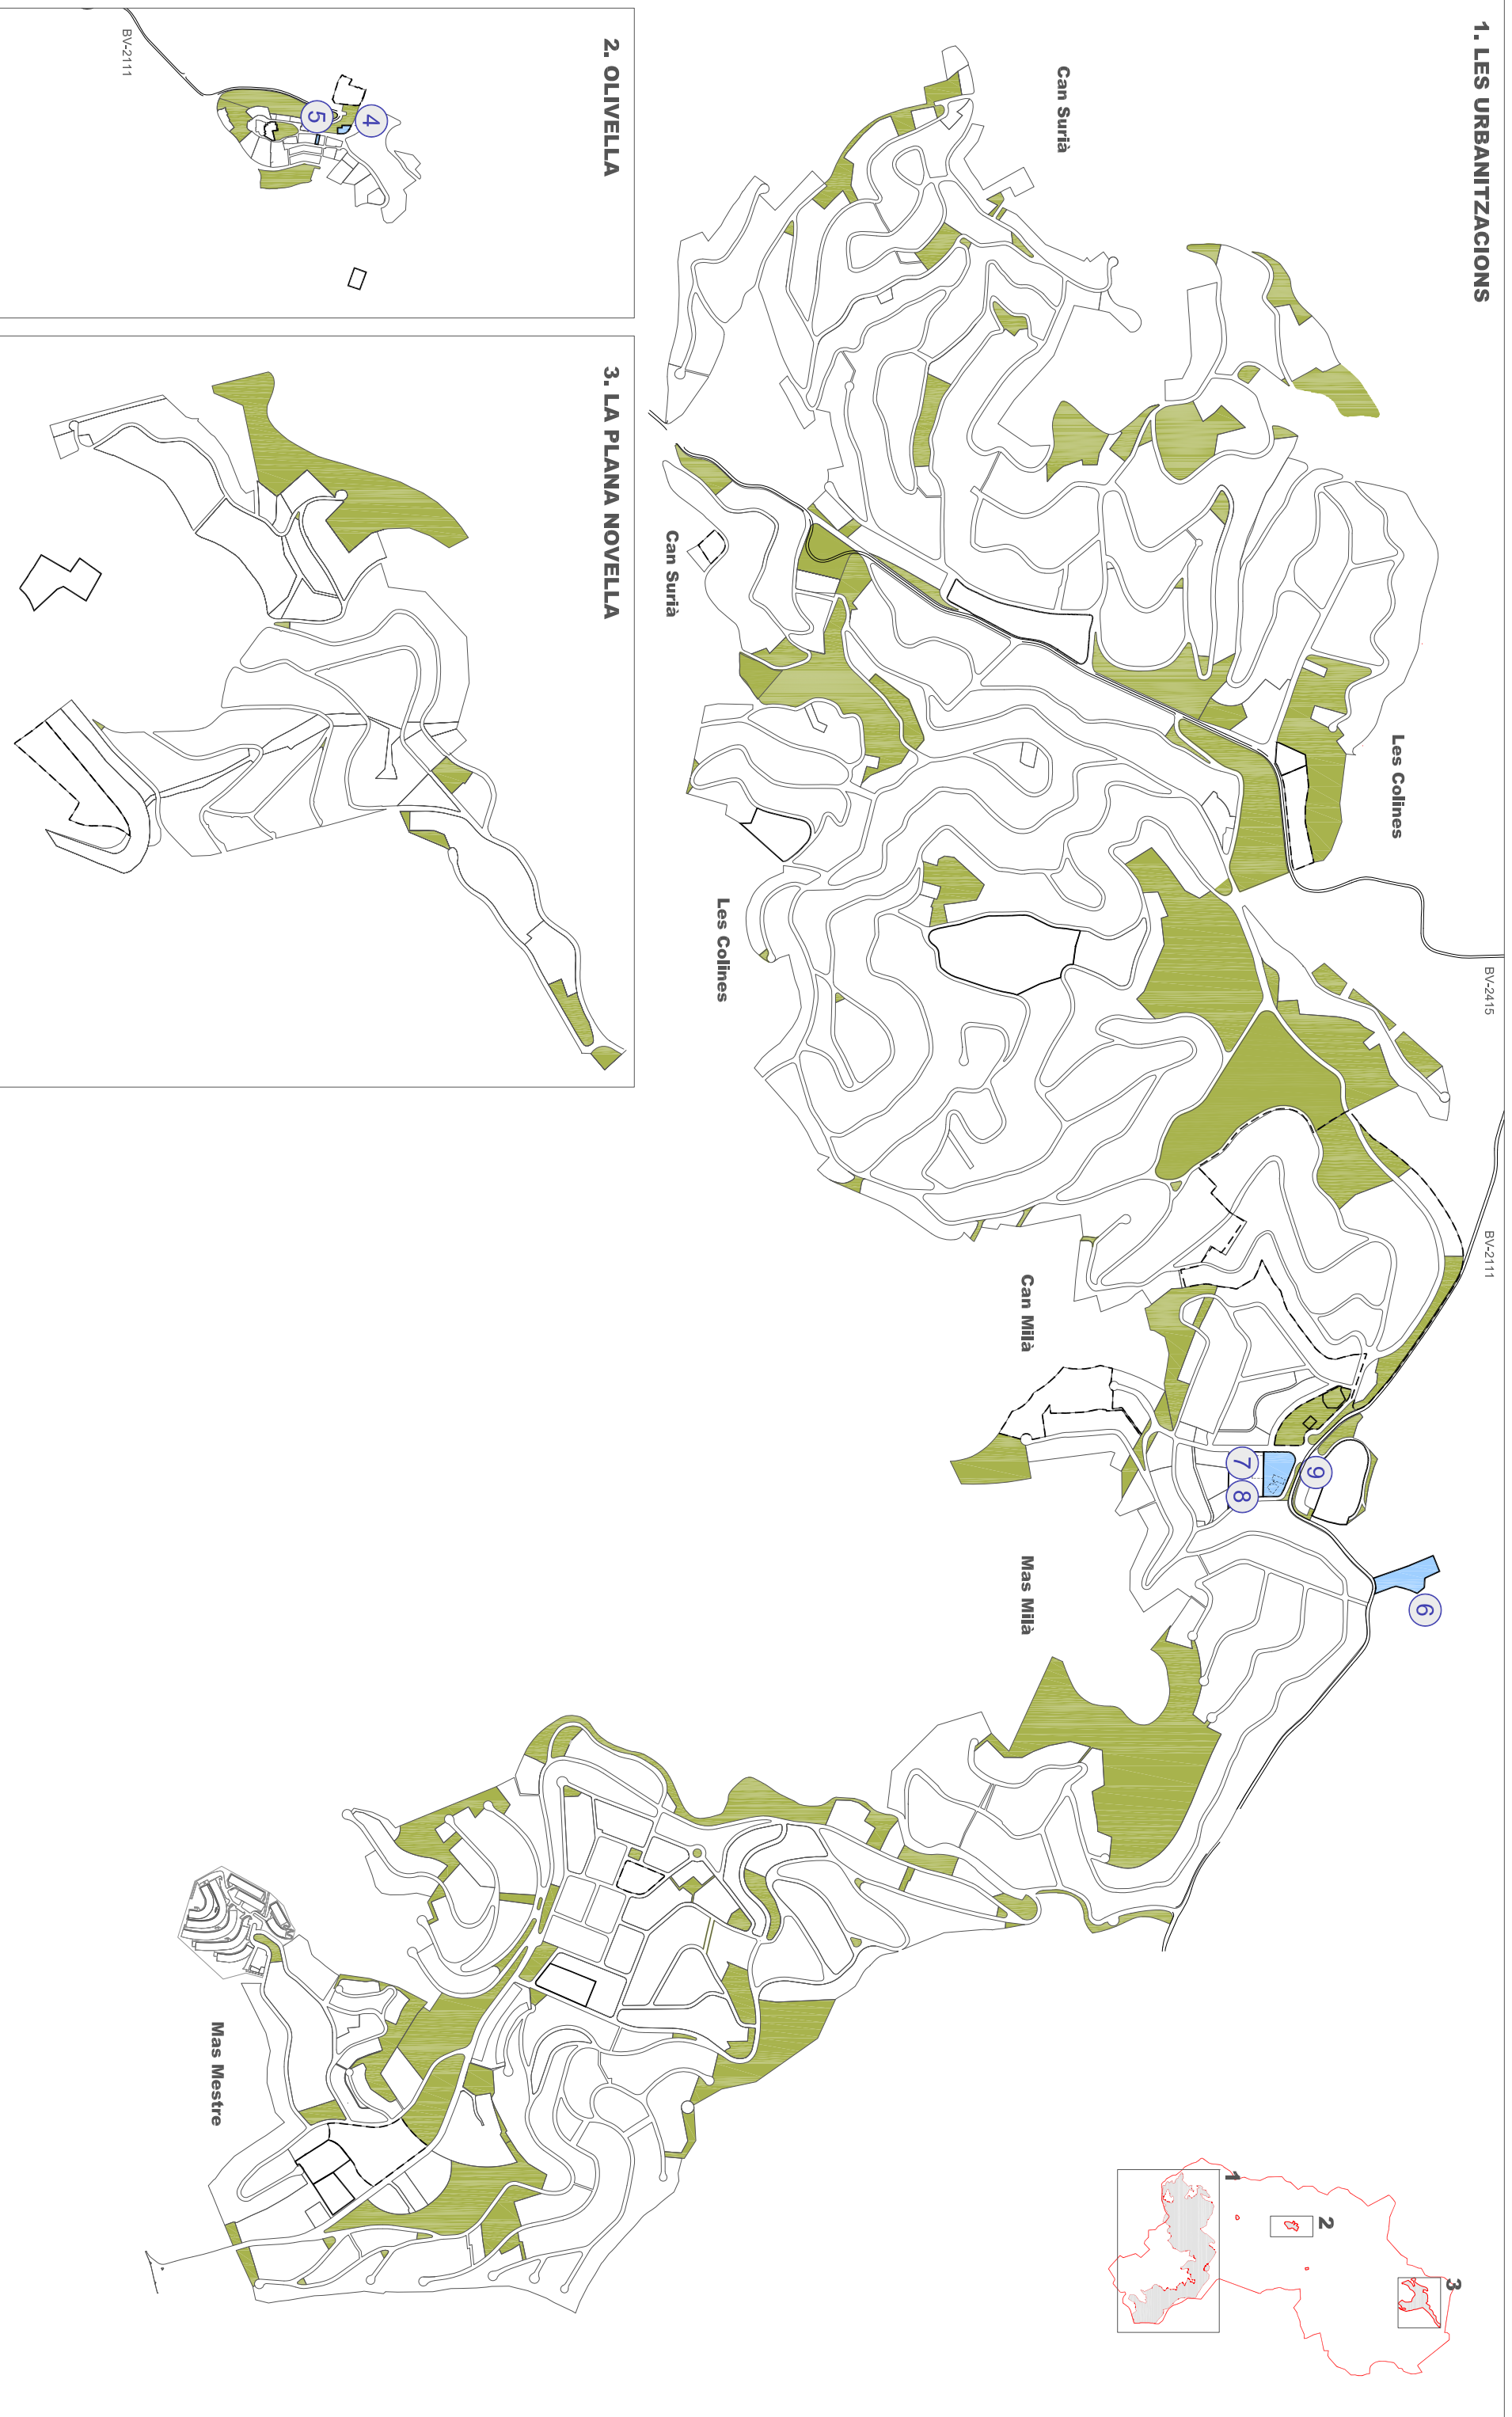 1. LES URBANITZACIONS
BV-2415
BV-2111
Can Surià
Les Colines
Can Surià
Les Colines
Can Milà
Mas Milà
Mas Mestre
6
9
7
8
2. OLIVELLA
4
5
BV-2111
3. LA PLANA NOVELLA
1
2
3